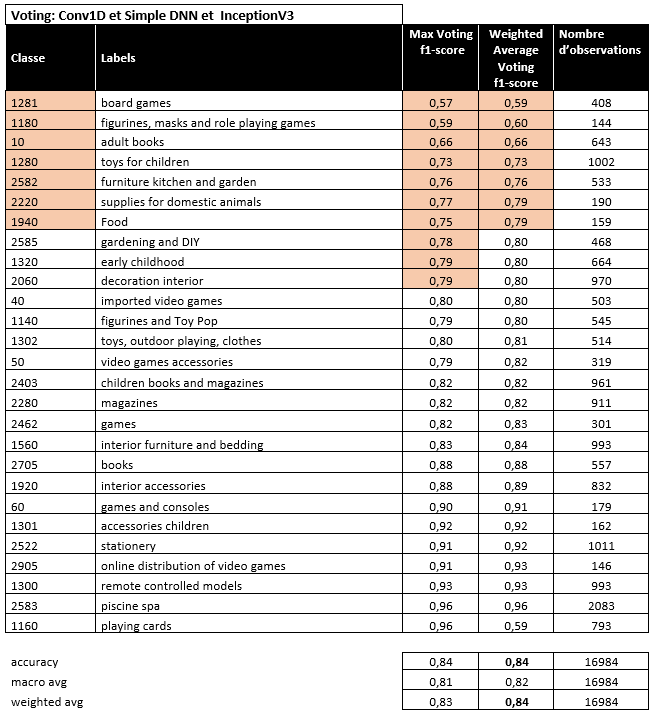 Voting: Conv1D et Simple DNN et InceptionV3
Classe Labels Max Voting f1-score Weighted Average Voting f1-score Nombre d'observations
1281 board games 0,57 0,59 408
1180 figurines, masks and role playing games 0,59 0,60 144
10 adult books 0,66 0,66 643
1280 toys for children 0,73 0,73 1002
2582 furniture kitchen and garden 0,76 0,76 533
2220 supplies for domestic animals 0,77 0,79 190
1940 Food 0,75 0,79 159
2585 gardening and DIY 0,78 0,80 468
1320 early childhood 0,79 0,80 664
2060 decoration interior 0,79 0,80 970
40 imported video games 0,80 0,80 503
1140 figurines and Toy Pop 0,79 0,80 545
1302 toys, outdoor playing, clothes 0,80 0,81 514
50 video games accessories 0,79 0,82 319
2403 children books and magazines 0,82 0,82 961
2280 magazines 0,82 0,82 911
2462 games 0,82 0,83 301
1560 interior furniture and bedding 0,83 0,84 993
2705 books 0,88 0,88 557
1920 interior accessories 0,88 0,89 832
60 games and consoles 0,90 0,91 179
1301 accessories children 0,92 0,92 162
2522 stationery 0,91 0,92 1011
2905 online distribution of video games 0,91 0,93 146
1300 remote controlled models 0,93 0,93 993
2583 piscine spa 0,96 0,96 2083
1160 playing cards 0,96 0,59 793
accuracy 0,84 0,84 16984
macro avg 0,81 0,82 16984
weighted avg 0,83 0,84 16984